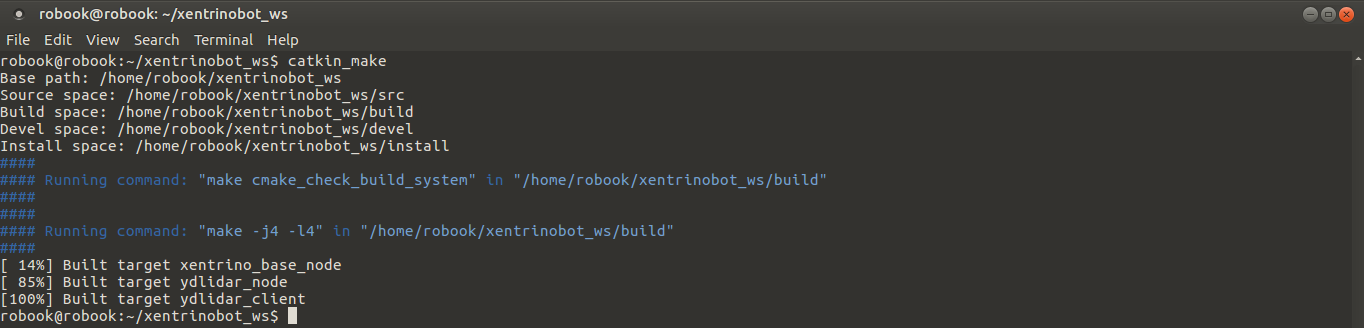 robook@robook: ~/xentrinobot_ws
File Edit View Search Terminal Help
robook@robook:~/xentrinobot_ws$ catkin_make
Base path: /home/robook/xentrinobot_ws
Source space: /home/robook/xentrinobot_ws/src
Build space: /home/robook/xentrinobot_ws/build
Devel space: /home/robook/xentrinobot_ws/devel
Install space: /home/robook/xentrinobot_ws/install
####
#### Running command: "make cmake_check_build_system" in "/home/robook/xentrinobot_ws/build"
####
####
#### Running command: "make -j4 -l4" in "/home/robook/xentrinobot_ws/build"
####
[ 14%] Built target xentrino_base_node
[ 85%] Built target ydlidar_node
[100%] Built target ydlidar_client
robook@robook:~/xentrinobot_ws$